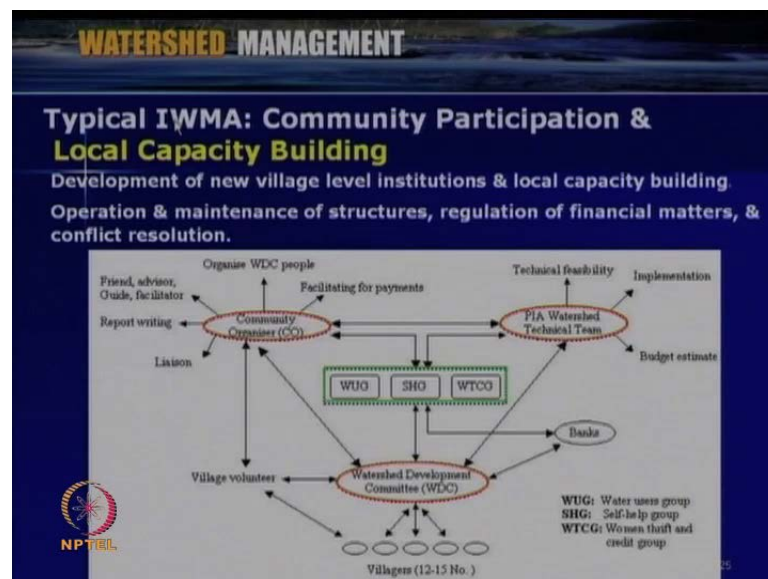 WATERSHED MANAGEMENT
Typical IWMA: Community Participation &
Local Capacity Building
Development of new village level institutions & local capacity building.
Operation & maintenance of structures, regulation of financial matters, &
conflict resolution.
Organise WDC people
Friend, advisor,
Guide, facilitator
Facilitating for payments
Report writing
Community
Organiser (CO)
Liaison
Technical feasibility
Implementation
PIA Watershed
Technical Team
Budget estimate
WUG
SHG
WTCG
Banks
Village volunteer
Watershed Development
Committee (WDC)
WUG: Water users group
SHG: Self-help group
WTCG: Women thrift and
credit group
Villagers (12-15 No.)
NPTEL
25